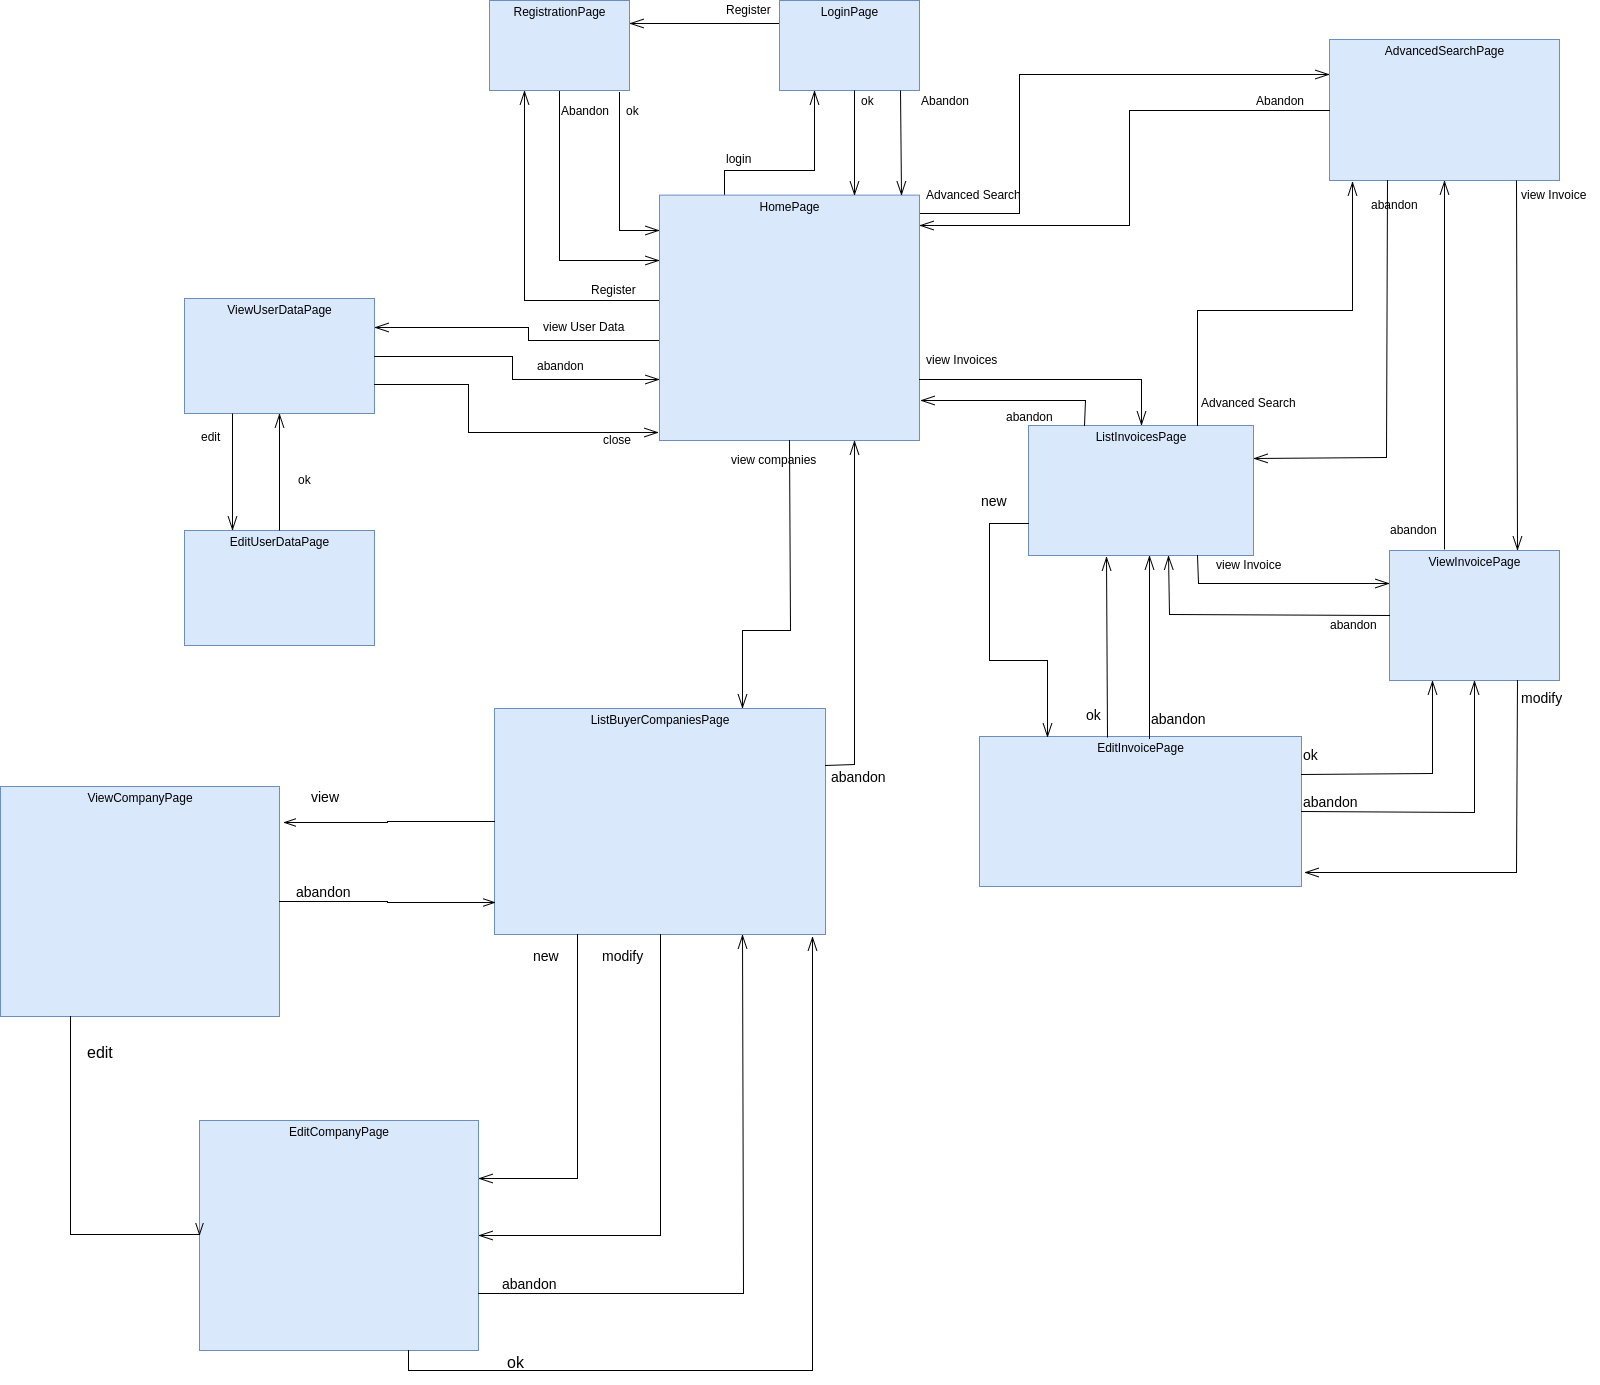 RegistrationPage
Register
LoginPage
AdvancedSearchPage
Abandon
ok
ok
Abandon
Abandon
login
Advanced Search
abandon
view Invoice
HomePage
Register
ViewUserDataPage
view User Data
abandon
view Invoices
Advanced Search
abandon
edit
close
ListInvoicesPage
view companies
ok
new
abandon
EditUserDataPage
view Invoice
ViewInvoicePage
abandon
modify
ok
abandon
ListBuyerCompaniesPage
EditInvoicePage
ok
abandon
ViewCompanyPage
view
abandon
abandon
new
modify
edit
EditCompanyPage
abandon
ok